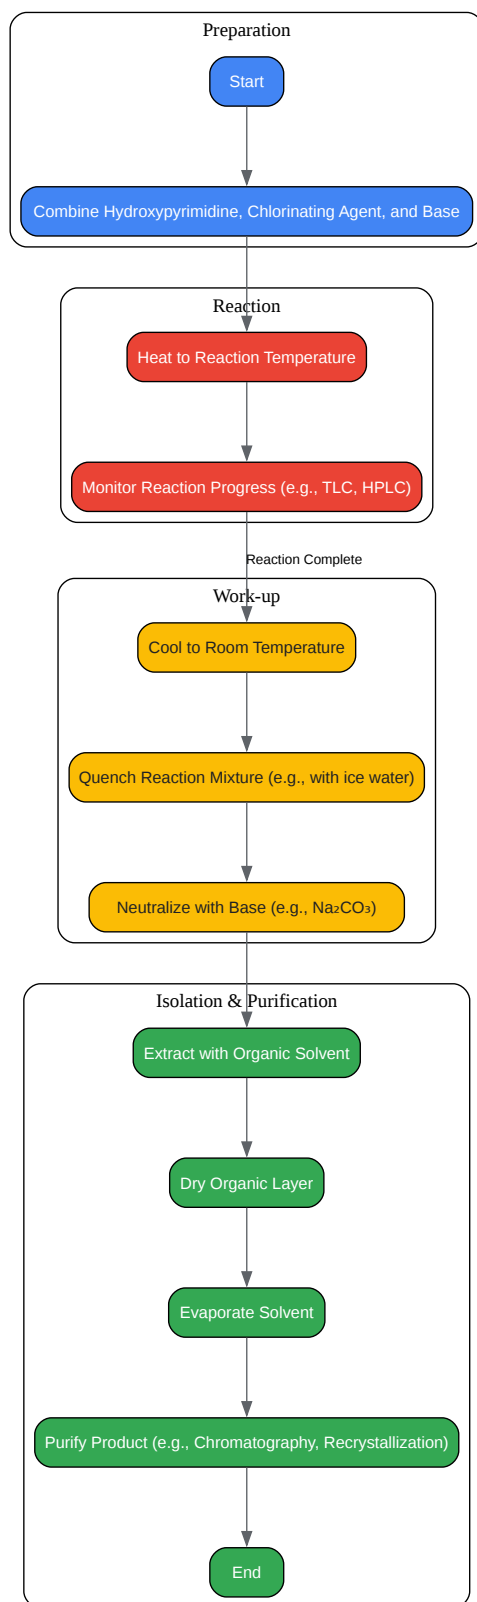 Preparation
Start
Combine Hydroxypyrimidine, Chlorinating Agent, and Base
Reaction
Heat to Reaction Temperature
Monitor Reaction Progress (e.g., TLC, HPLC)
Reaction Complete
Work-up
Cool to Room Temperature
Quench Reaction Mixture (e.g., with ice water)
Neutralize with Base (e.g., Na₂CO₃)
Isolation & Purification
Extract with Organic Solvent
Dry Organic Layer
Evaporate Solvent
Purify Product (e.g., Chromatography, Recrystallization)
End